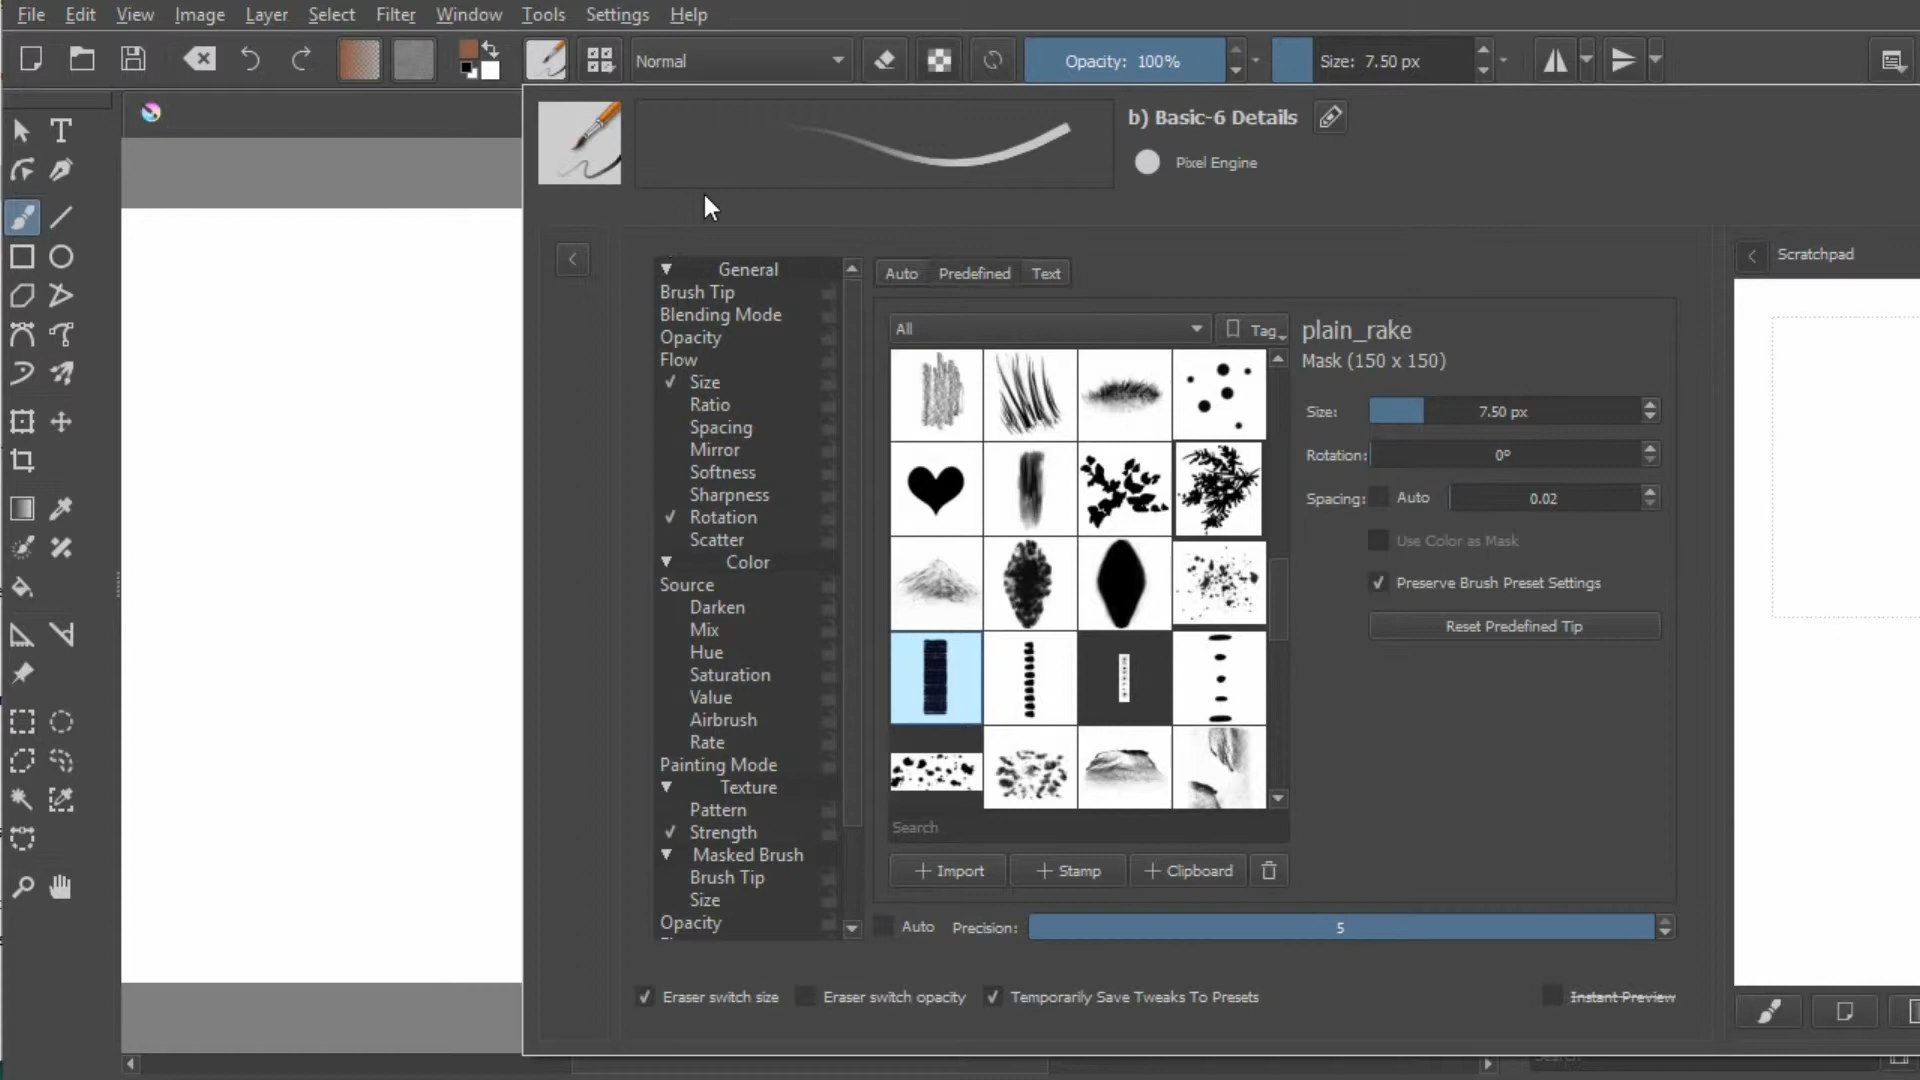 File Edit View Image Layer Select Filter Window Tools Settings Help
Normal
Opacity: 100%
Size: 7.50 px
b) Basic-6 Details
Pixel Engine
Scratchpad
General
Brush Tip
Blending Mode
Opacity
Flow
Size
Ratio
Spacing
Mirror
Softness
Sharpness
Rotation
Scatter
Color
Source
Darken
Mix
Hue
Saturation
Value
Airbrush
Rate
Painting Mode
Texture
Pattern
Strength
Masked Brush
Brush Tip
Size
Opacity
Auto Predefined Text
All
Tag
Search
Import
Stamp
Clipboard
plain_rake
Mask (150 x 150)
Size: 7.50 px
Rotation: 0°
Spacing: Auto 0.02
Use Color as Mask
Preserve Brush Preset Settings
Reset Predefined Tip
Auto Precision: 5
Eraser switch size Eraser switch opacity Temporarily Save Tweaks To Presets Instant Preview